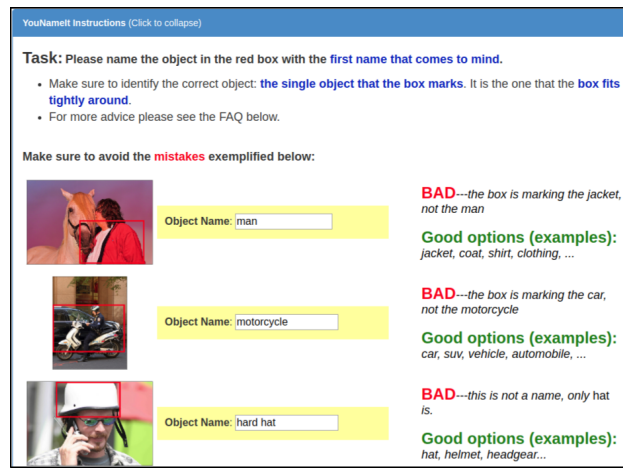 YouNameIt Instructions (Click to collapse)
Task: Please name the object in the red box with the first name that comes to mind.
• Make sure to identify the correct object: the single object that the box marks. It is the one that the box fits
tightly around.
• For more advice please see the FAQ below.
Make sure to avoid the mistakes exemplified below:
Object Name: man
BAD---the box is marking the jacket,
not the man
Good options (examples):
jacket, coat, shirt, clothing, ...
Object Name: motorcycle
BAD---the box is marking the car,
not the motorcycle
Good options (examples):
car, suv, vehicle, automobile, ...
Object Name: hard hat
BAD---this is not a name, only hat
is.
Good options (examples):
hat, helmet, headgear...